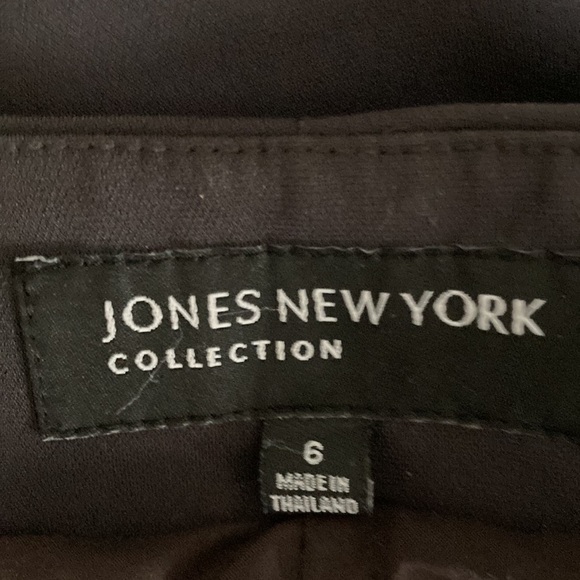 JONES NEW YORK
COLLECTION
6
MADE IN
THAILAND